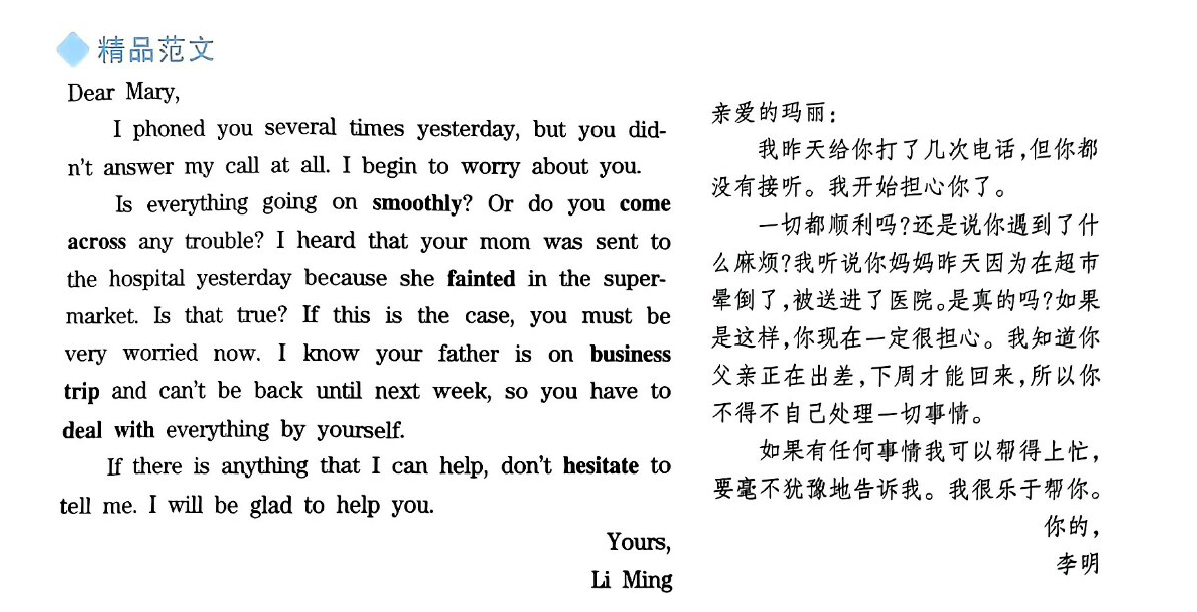 精品范文
Dear Mary,
I phoned you several times yesterday, but you did-
n't answer my call at all. I begin to worry about you.
Is everything going on smoothly? Or do you come
across any trouble? I heard that your mom was sent to
the hospital yesterday because she fainted in the super-
market. Is that true? If this is the case, you must be
very worried now. I know your father is on business
trip and can't be back until next week, so you have to
deal with everything by yourself.
If there is anything that I can help, don't hesitate to
tell me. I will be glad to help you.
Yours,
Li Ming
亲爱的玛丽:
我昨天给你打了几次电话,但你都
没有接听。我开始担心你了。
一切都顺利吗?还是说你遇到了什
么麻烦?我听说你妈妈昨天因为在超市
晕倒了,被送进了医院。是真的吗?如果
是这样,你现在一定很担心。我知道你
父亲正在出差,下周才能回来,所以你
不得不自己处理一切事情。
如果有任何事情我可以帮得上忙,
要毫不犹豫地告诉我。我很乐于帮你。
你的,
李明